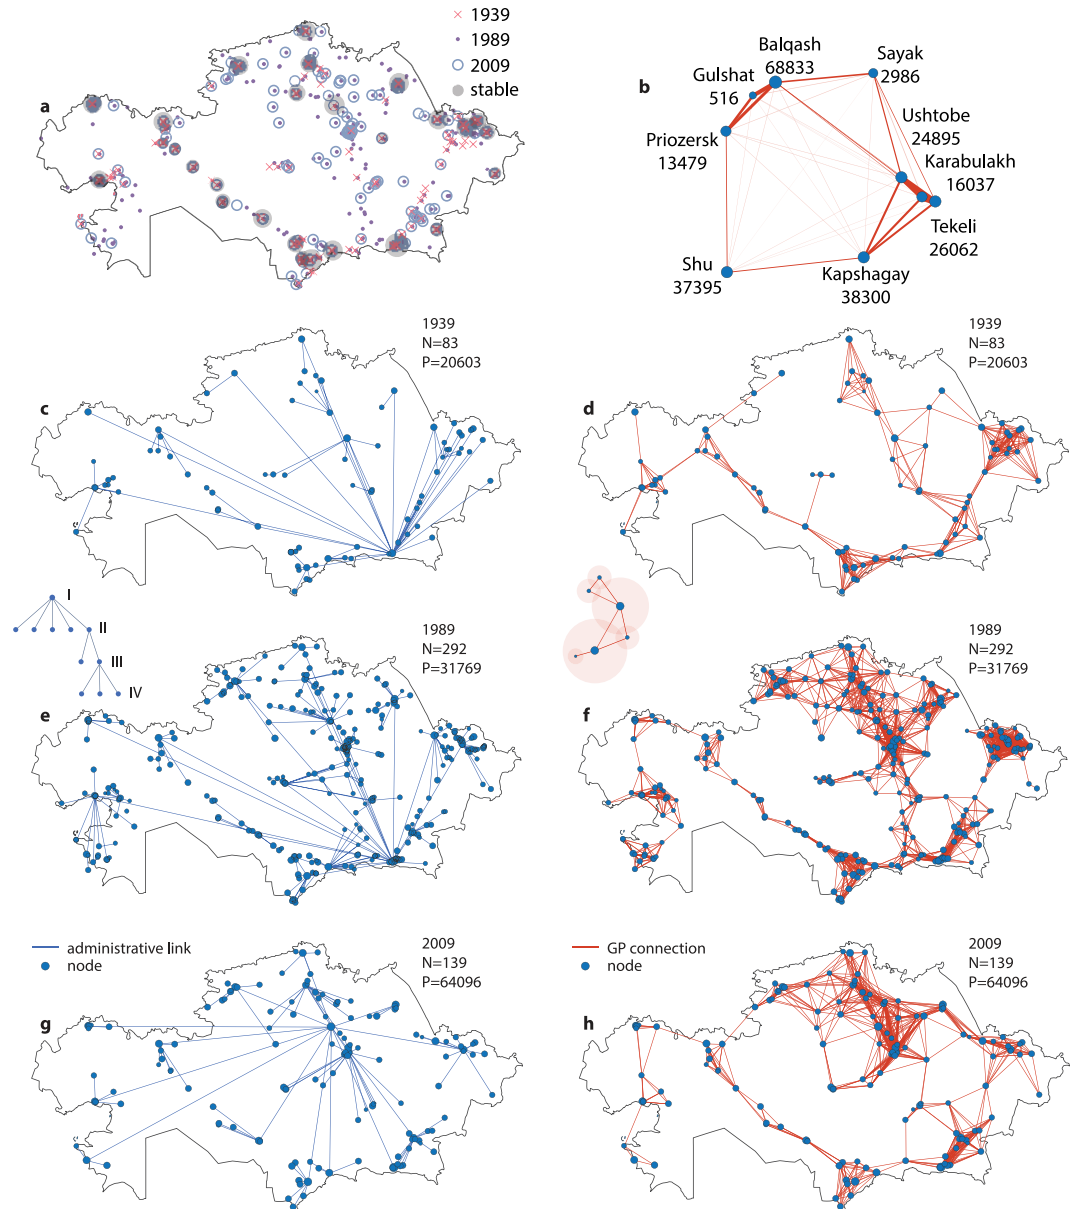 1939
1989
2009
stable
a
b
Balqash
68833
Gulshat
516
Sayak
2986
Priozersk
13479
Ushtobe
24895
Karabulakh
16037
Tekeli
26062
Shu
37395
Kapshagay
38300
c
1939
N=83
P=20603
d
1939
N=83
P=20603
I
II
III
IV
e
1989
N=292
P=31769
f
1989
N=292
P=31769
administrative link
node
g
2009
N=139
P=64096
GP connection
node
h
2009
N=139
P=64096